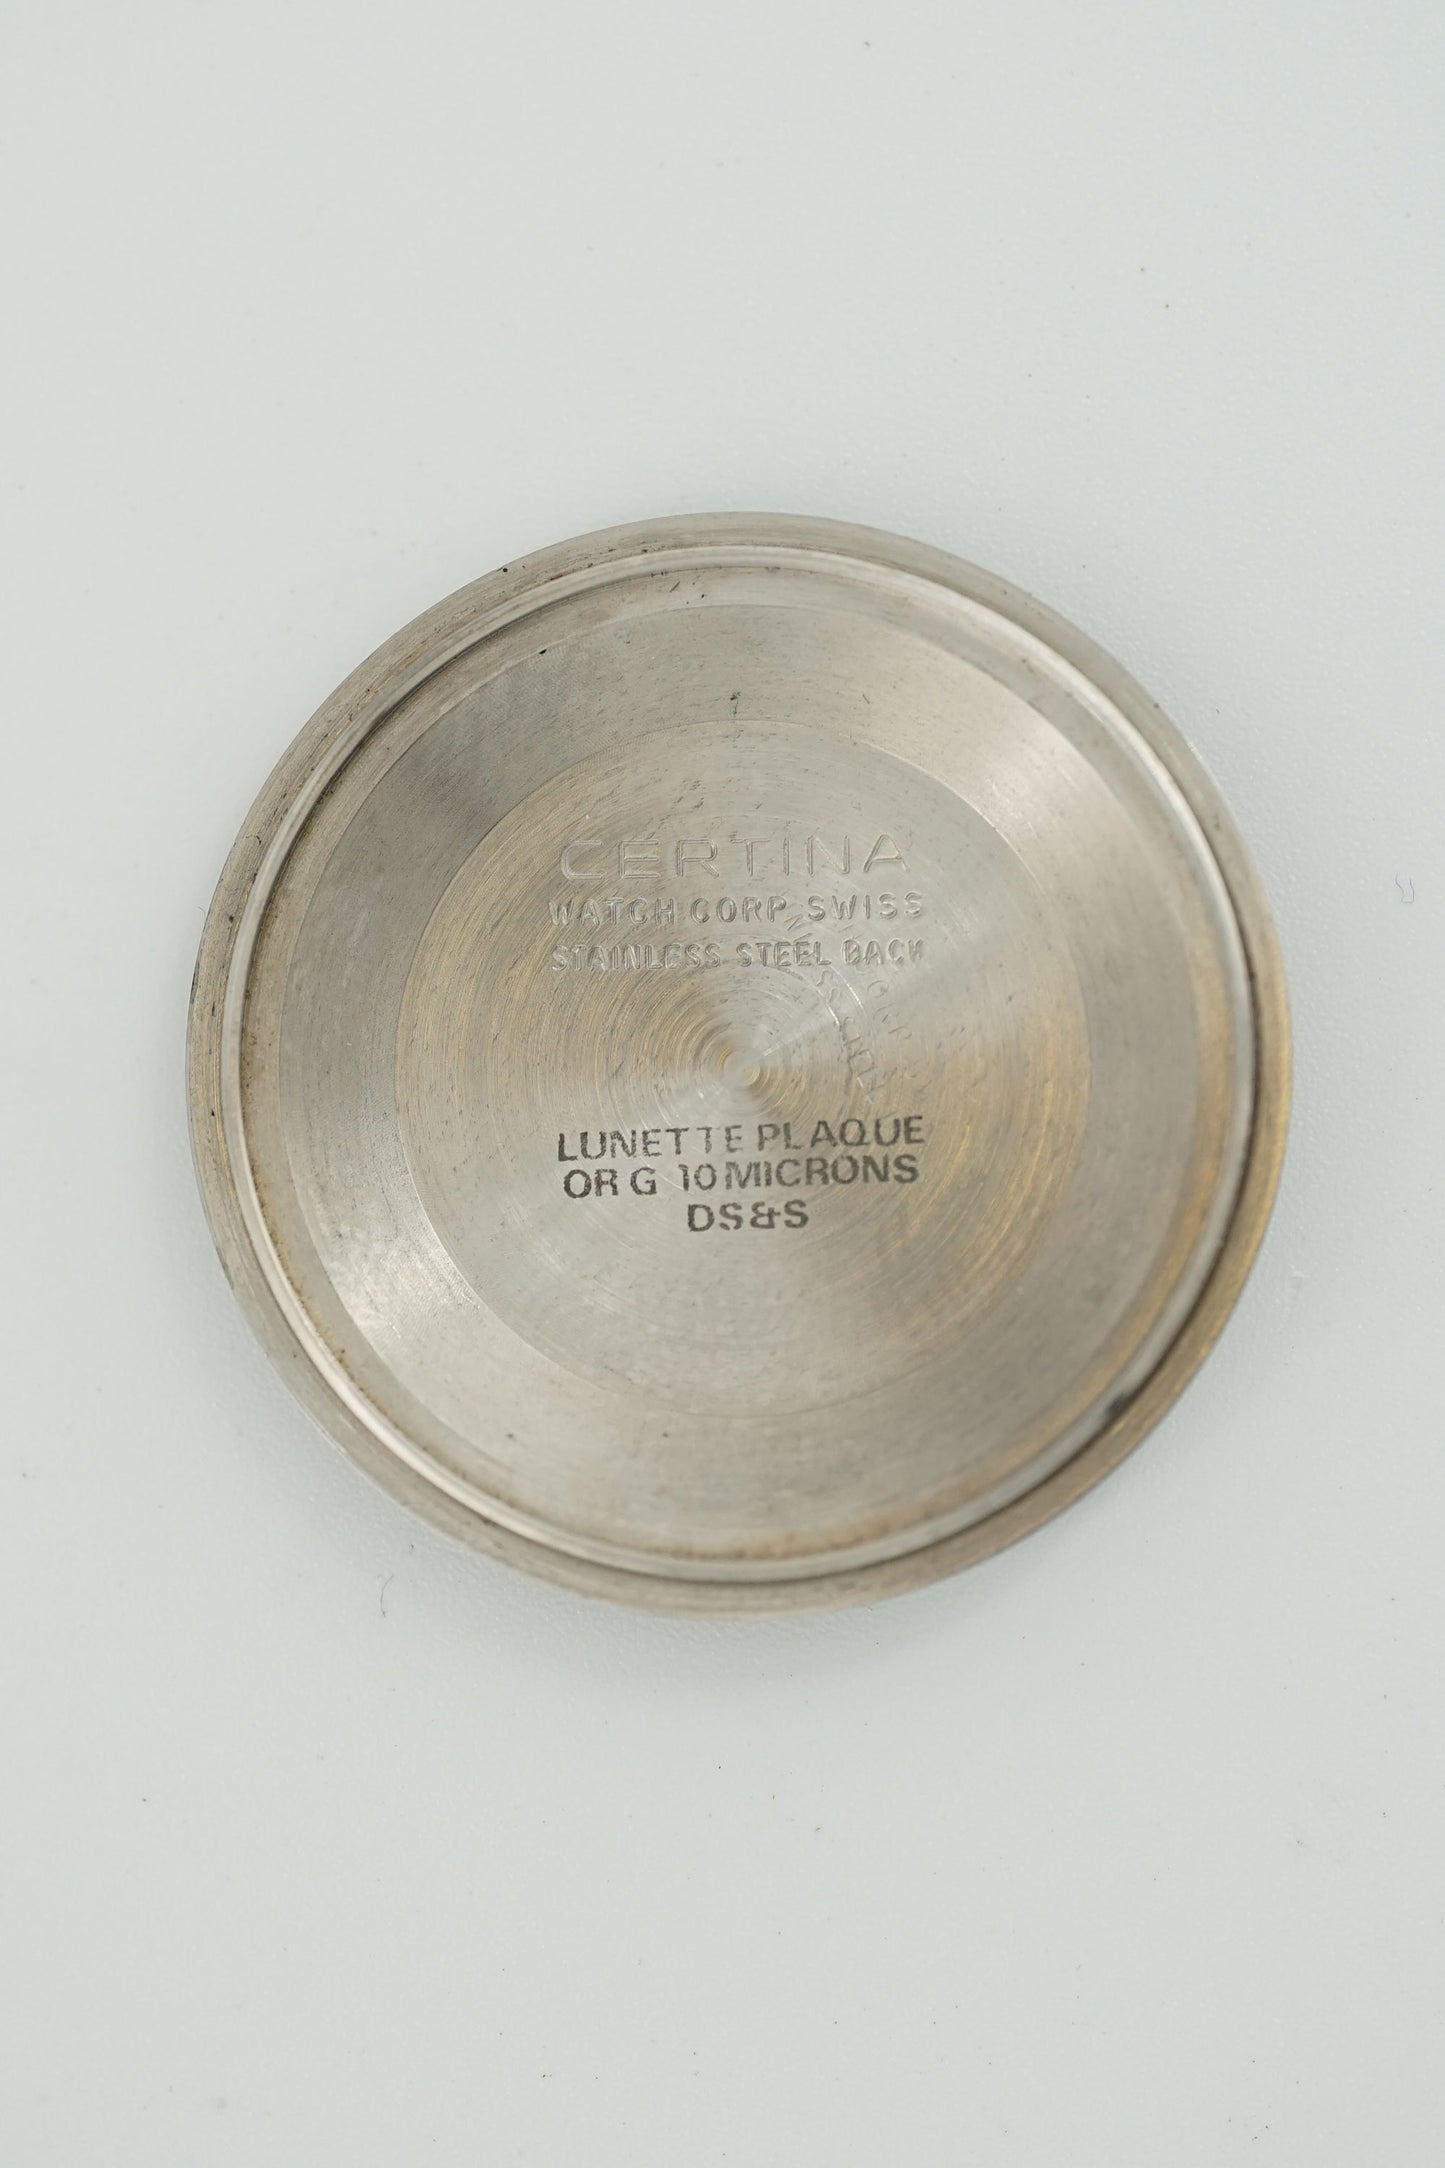 CERTINA
WATCH CORP SWISS
STAINLESS STEEL BACK
LUNETTE PLAQUE
OR G 10 MICRONS
DS&S